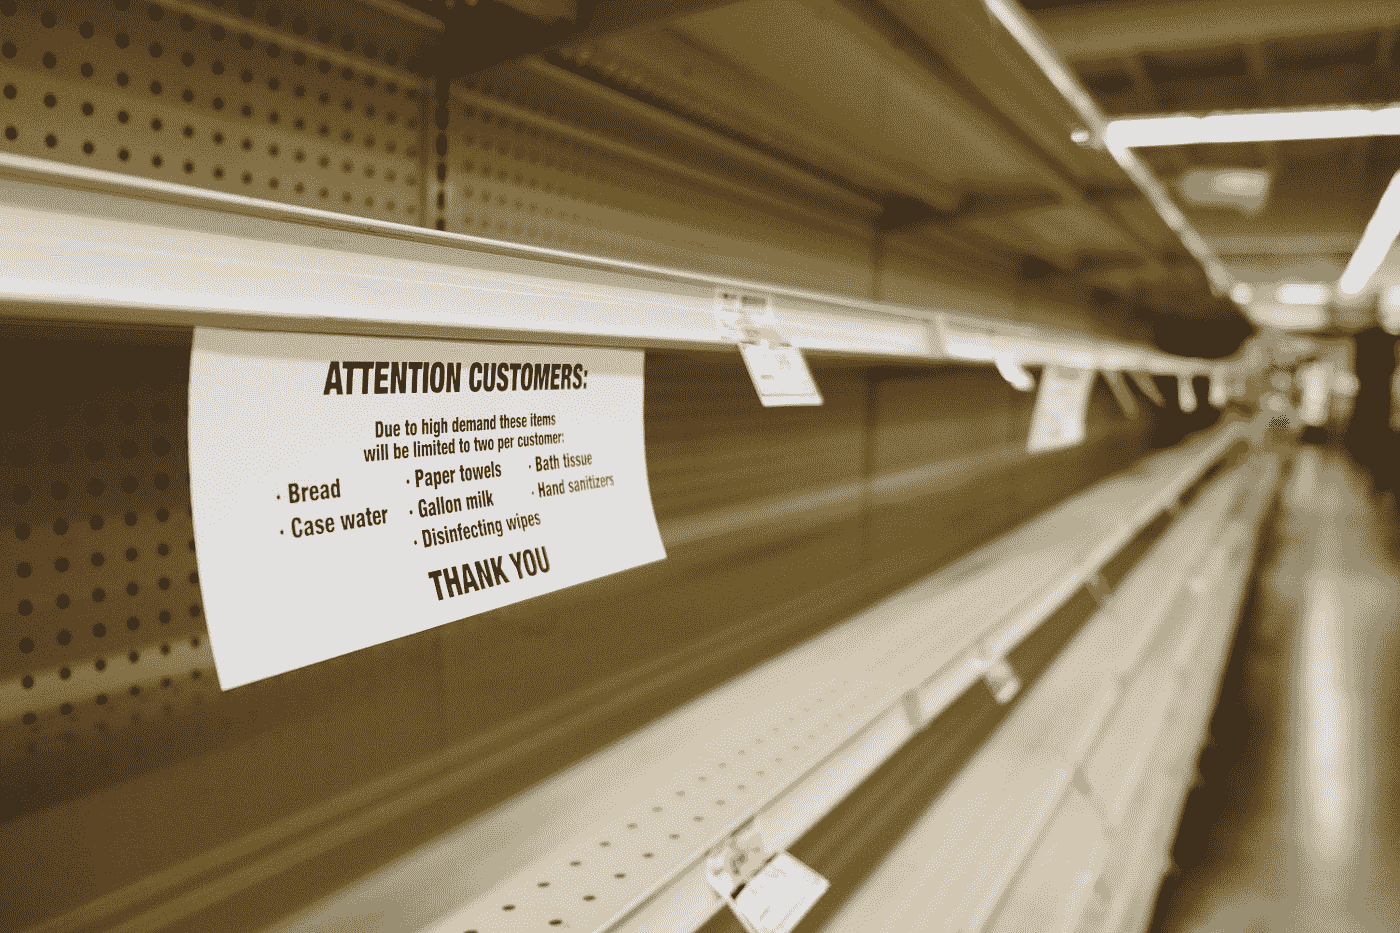 ATTENTION CUSTOMERS:
Due to high demand these items
will be limited to two per customer:
· Bread
· Case water
· Paper towels
· Gallon milk
· Disinfecting wipes
· Bath tissue
· Hand sanitizers
THANK YOU